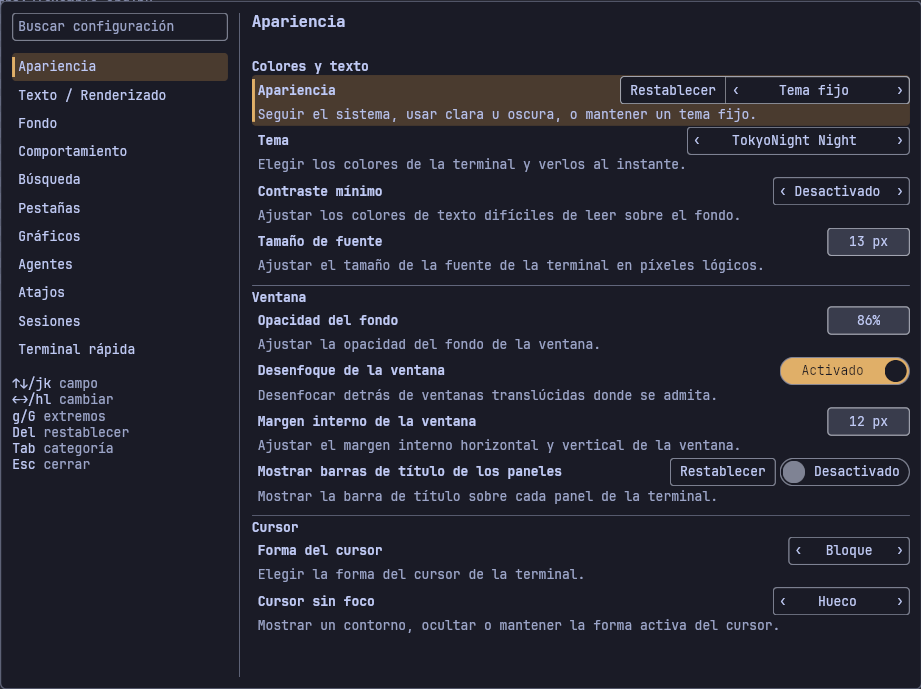 Buscar configuración
Apariencia
Texto / Renderizado
Fondo
Comportamiento
Búsqueda
Pestañas
Gráficos
Agentes
Atajos
Sesiones
Terminal rápida
↑↓/jk campo
↔/hl cambiar
g/G extremos
Del restablecer
Tab categoría
Esc cerrar
Apariencia
Colores y texto
Apariencia Restablecer ‹ Tema fijo ›
Seguir el sistema, usar clara u oscura, o mantener un tema fijo.
Tema ‹ TokyoNight Night ›
Elegir los colores de la terminal y verlos al instante.
Contraste mínimo ‹ Desactivado ›
Ajustar los colores de texto difíciles de leer sobre el fondo.
Tamaño de fuente 13 px
Ajustar el tamaño de la fuente de la terminal en píxeles lógicos.
Ventana
Opacidad del fondo 86%
Ajustar la opacidad del fondo de la ventana.
Desenfoque de la ventana Activado
Desenfocar detrás de ventanas translúcidas donde se admita.
Margen interno de la ventana 12 px
Ajustar el margen interno horizontal y vertical de la ventana.
Mostrar barras de título de los paneles Restablecer Desactivado
Mostrar la barra de título sobre cada panel de la terminal.
Cursor
Forma del cursor ‹ Bloque ›
Elegir la forma del cursor de la terminal.
Cursor sin foco ‹ Hueco ›
Mostrar un contorno, ocultar o mantener la forma activa del cursor.